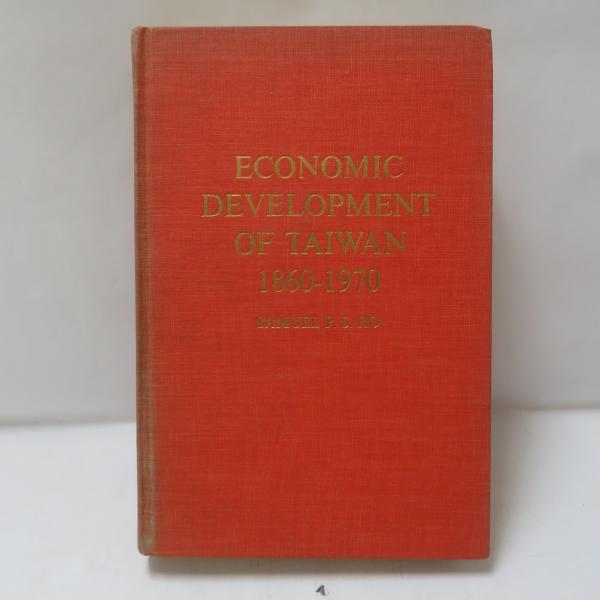 ECONOMIC
DEVELOPMENT
OF TAIWAN
1860-1970
SAMUEL P. S. HO